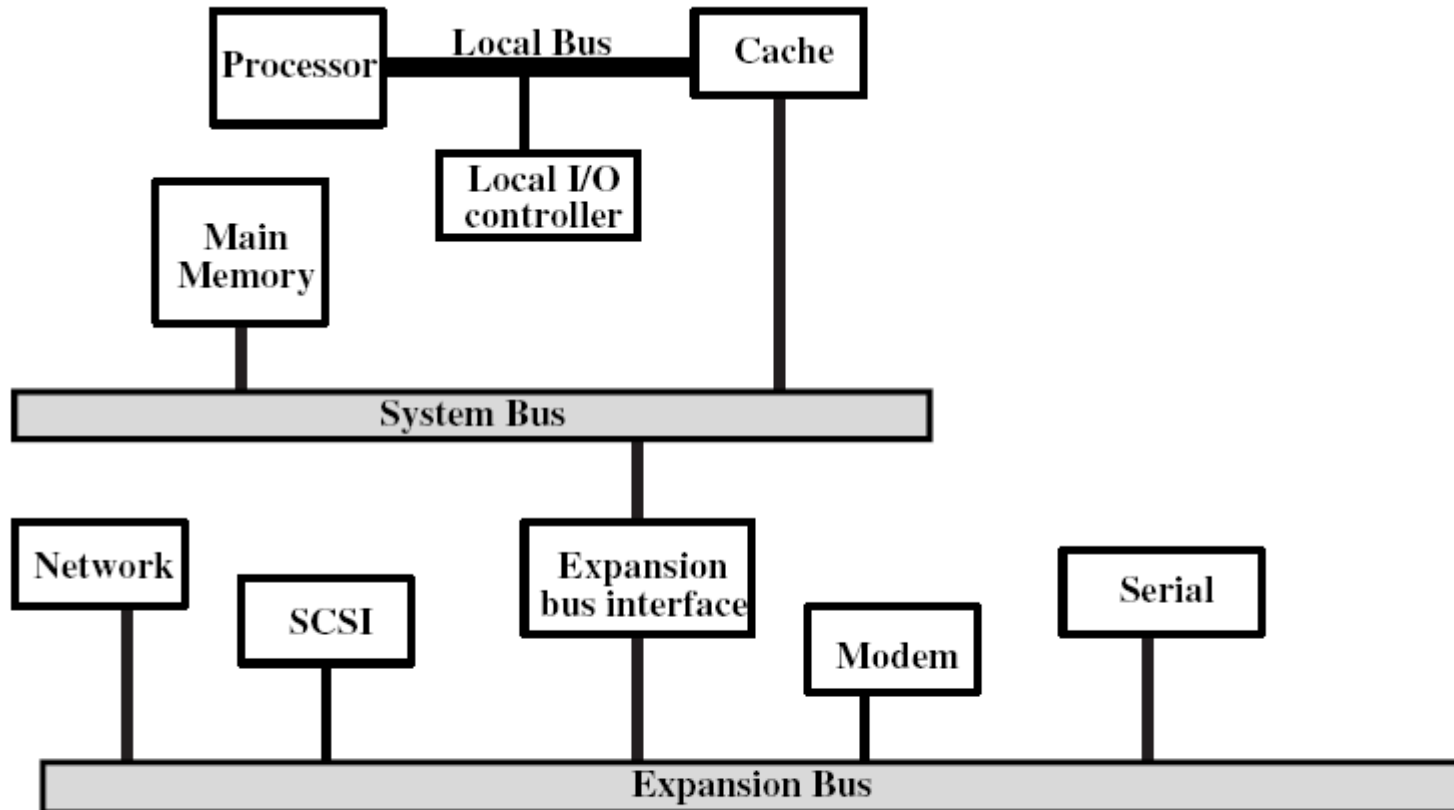 Local Bus
Processor
Cache
Local I/O
controller
Main
Memory
System Bus
Network
SCSI
Expansion
bus interface
Modem
Serial
Expansion Bus